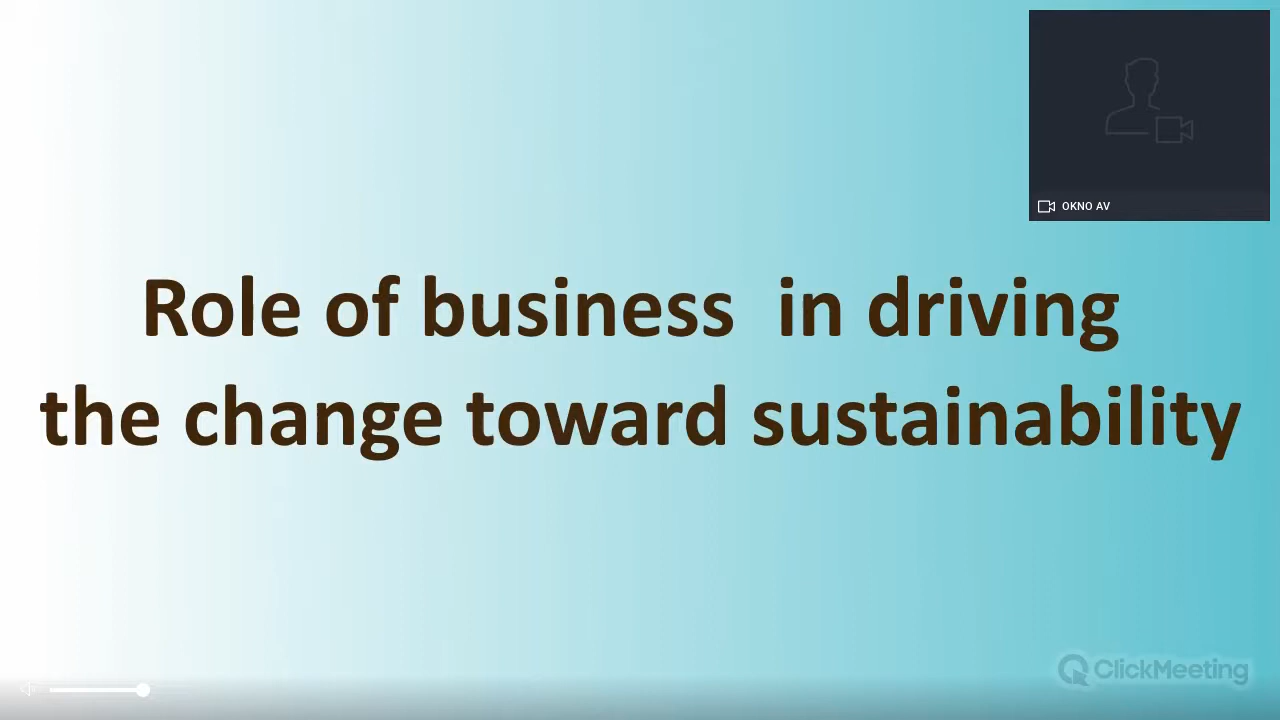 OKNO AV
Role of business  in driving
the change toward sustainability
ClickMeeting